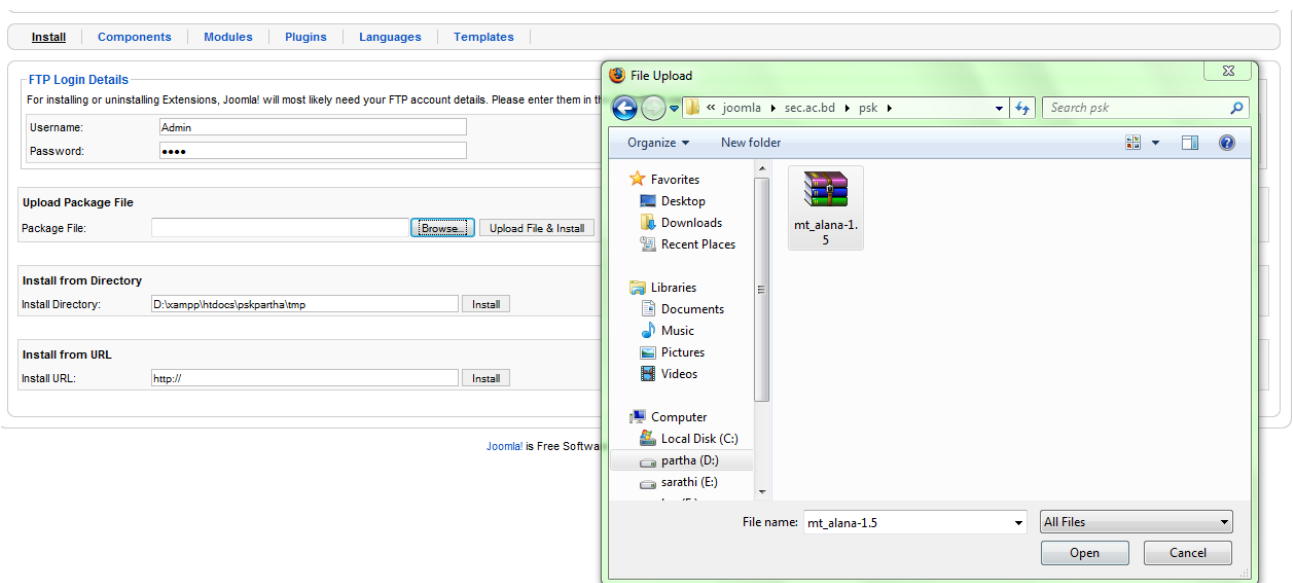 Install Components Modules Plugins Languages Templates
FTP Login Details
For installing or uninstalling Extensions, Joomla! will most likely need your FTP account details. Please enter them in th
Username: Admin
Password: ••••
Upload Package File
Package File: Browse... Upload File & Install
Install from Directory
Install Directory: D:\xampp\htdocs\pskpartha\tmp Install
Install from URL
Install URL: http:// Install
Joomla! is Free Softwa
File Upload
« joomla ▸ sec.ac.bd ▸ psk ▸ Search psk
Organize New folder
Favorites
Desktop
Downloads
Recent Places
Libraries
Documents
Music
Pictures
Videos
Computer
Local Disk (C:)
partha (D:)
sarathi (E:)
mt_alana-1.
5
File name: mt_alana-1.5 All Files
Open Cancel